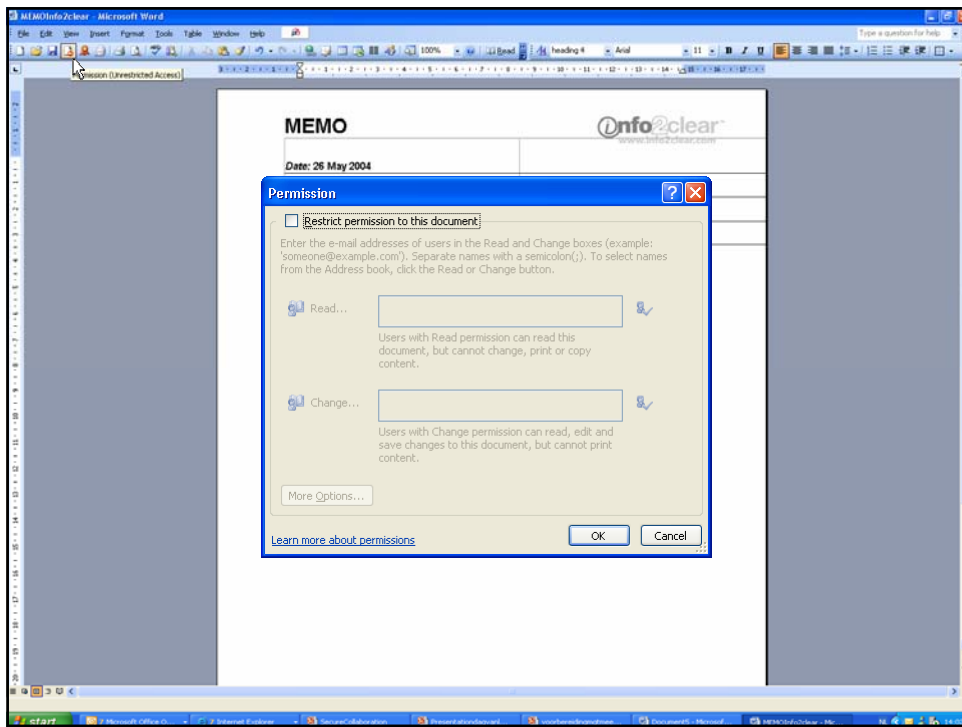 MEMOInfo2clear - Microsoft Word
File Edit View Insert Format Tools Table Window Help
Type a question for help
100% Read heading 4 Arial 11 B I U
Permission (Unrestricted Access)
MEMO
info2clear
www.info2clear.com
Date: 26 May 2004
Permission
Restrict permission to this document
Enter the e-mail addresses of users in the Read and Change boxes (example:
'someone@example.com'). Separate names with a semicolon(;). To select names
from the Address book, click the Read or Change button.
Read...
Users with Read permission can read this
document, but cannot change, print or copy
content.
Change...
Users with Change permission can read, edit and
save changes to this document, but cannot print
content.
More Options...
Learn more about permissions
OK Cancel
start 7 Microsoft Office O... 7 Internet Explorer SecureCollaboration Document5 - Microsof... MEMOInfo2clear - Mic... NL